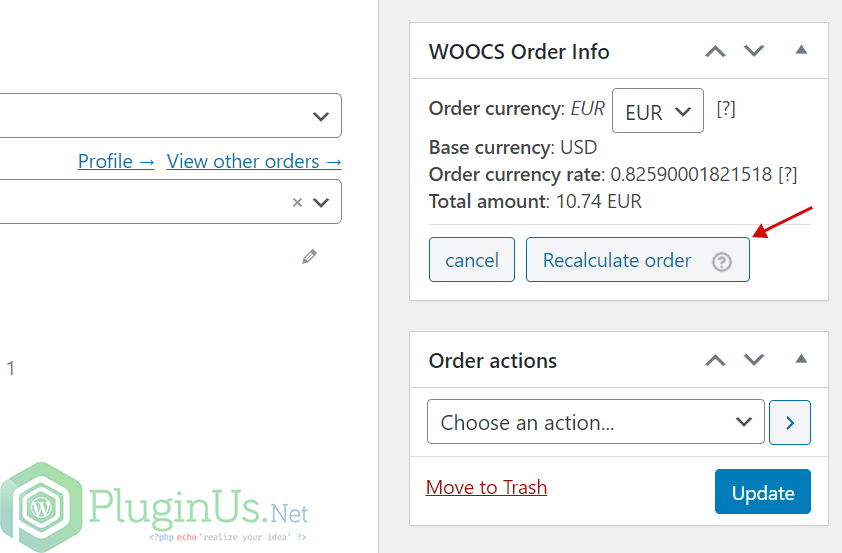 WOOCS Order Info
Order currency: EUR EUR [?]
Base currency: USD
Order currency rate: 0.82590001821518 [?]
Total amount: 10.74 EUR
cancel Recalculate order ?
Profile → View other orders →
×
1
Order actions
Choose an action...
Move to Trash Update
W PluginUs.Net
<?php echo 'realize your idea' ?>